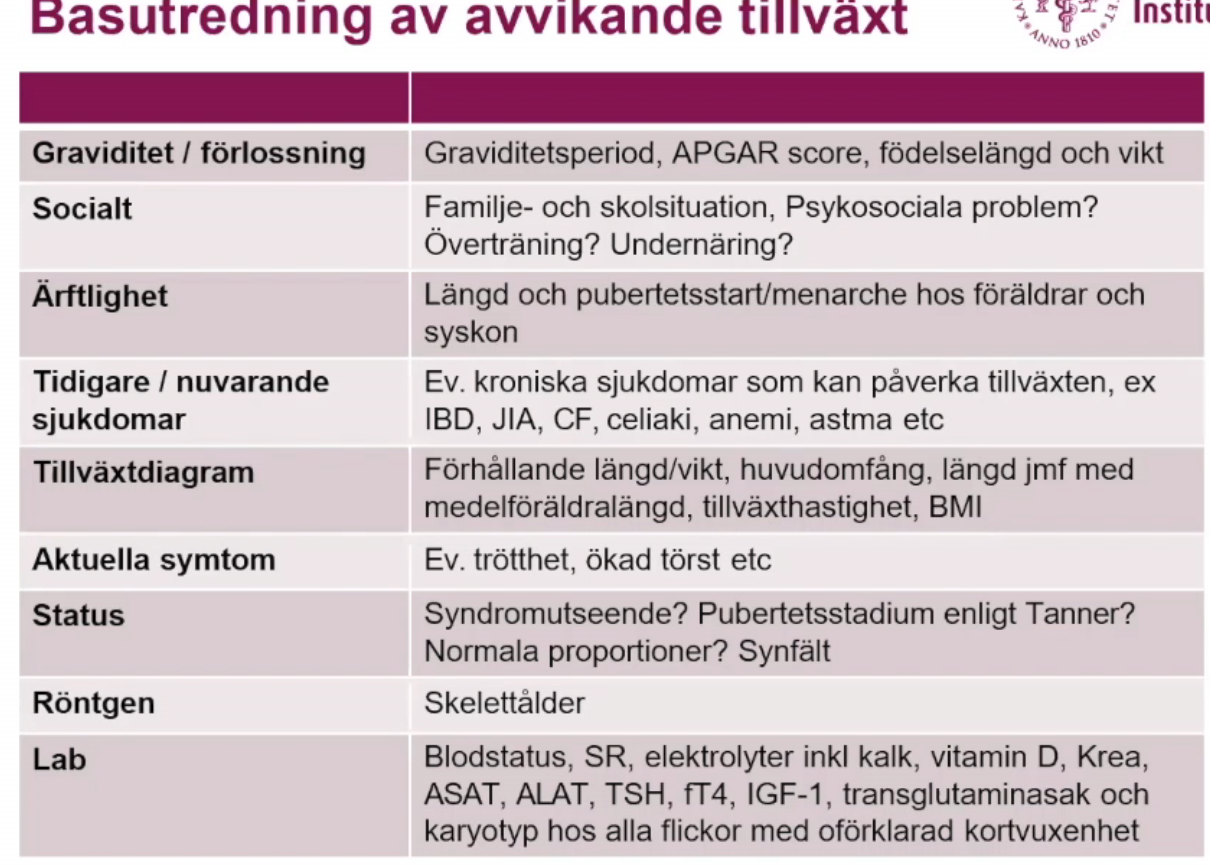 Basutredning av avvikande tillväxt
ANNO 1810
Graviditet / förlossning
Graviditetsperiod, APGAR score, födelselängd och vikt
Socialt
Familje- och skolsituation, Psykosociala problem?
Överträning? Undernäring?
Ärftlighet
Längd och pubertetsstart/menarche hos föräldrar och
syskon
Tidigare / nuvarande
sjukdomar
Ev. kroniska sjukdomar som kan påverka tillväxten, ex
IBD, JIA, CF, celiaki, anemi, astma etc
Tillväxtdiagram
Förhållande längd/vikt, huvudomfång, längd jmf med
medelföräldralängd, tillväxthastighet, BMI
Aktuella symtom
Ev. trötthet, ökad törst etc
Status
Syndromutseende? Pubertetsstadium enligt Tanner?
Normala proportioner? Synfält
Röntgen
Skelettålder
Lab
Blodstatus, SR, elektrolyter inkl kalk, vitamin D, Krea,
ASAT, ALAT, TSH, fT4, IGF-1, transglutaminasak och
karyotyp hos alla flickor med oförklarad kortvuxenhet